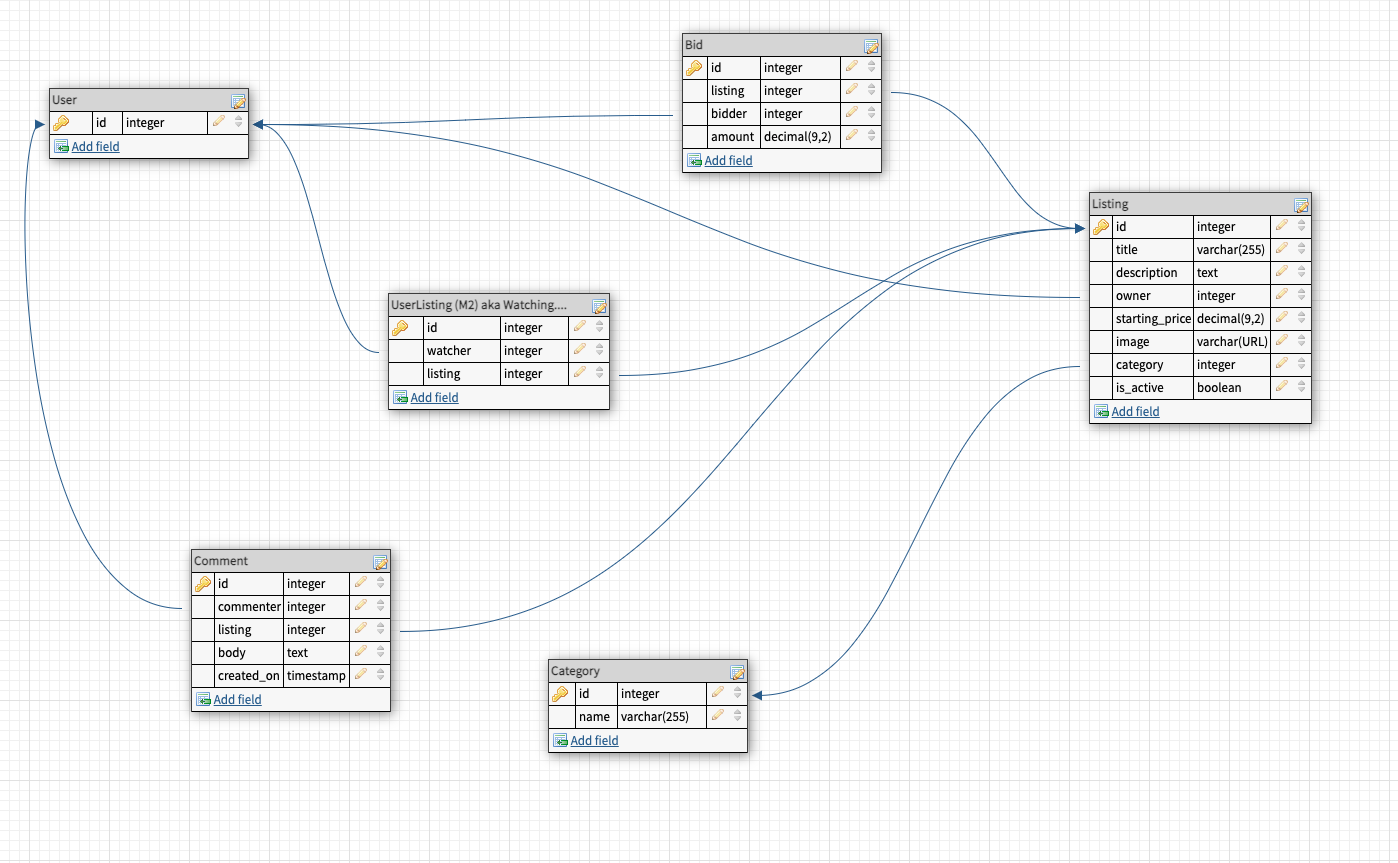 Bid
id integer
listing integer
bidder integer
amount decimal(9,2)
Add field
User
id integer
Add field
Listing
id integer
title varchar(255)
description text
owner integer
starting_price decimal(9,2)
image varchar(URL)
category integer
is_active boolean
Add field
UserListing (M2) aka Watching....
id integer
watcher integer
listing integer
Add field
Comment
id integer
commenter integer
listing integer
body text
created_on timestamp
Add field
Category
id integer
name varchar(255)
Add field